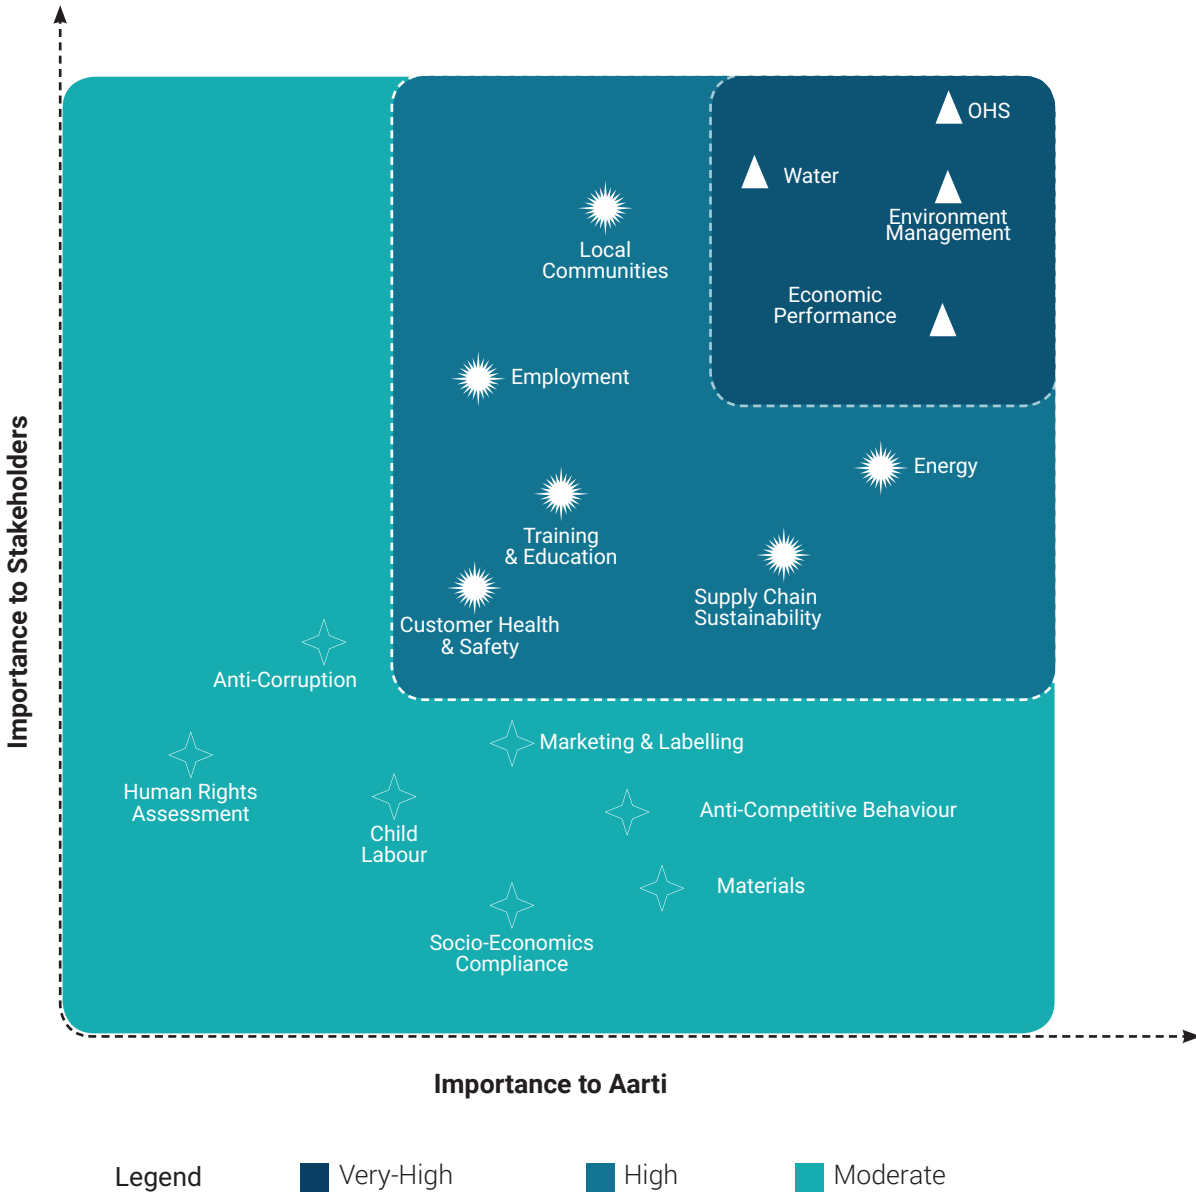 OHS
Water
Environment
Management
Local
Communities
Economic
Performance
Employment
Energy
Training
& Education
Supply Chain
Sustainability
Customer Health
& Safety
Anti-Corruption
Marketing & Labelling
Human Rights
Assessment
Anti-Competitive Behaviour
Child
Labour
Materials
Socio-Economics
Compliance
Importance to Stakeholders
Importance to Aarti
Legend
Very-High
High
Moderate